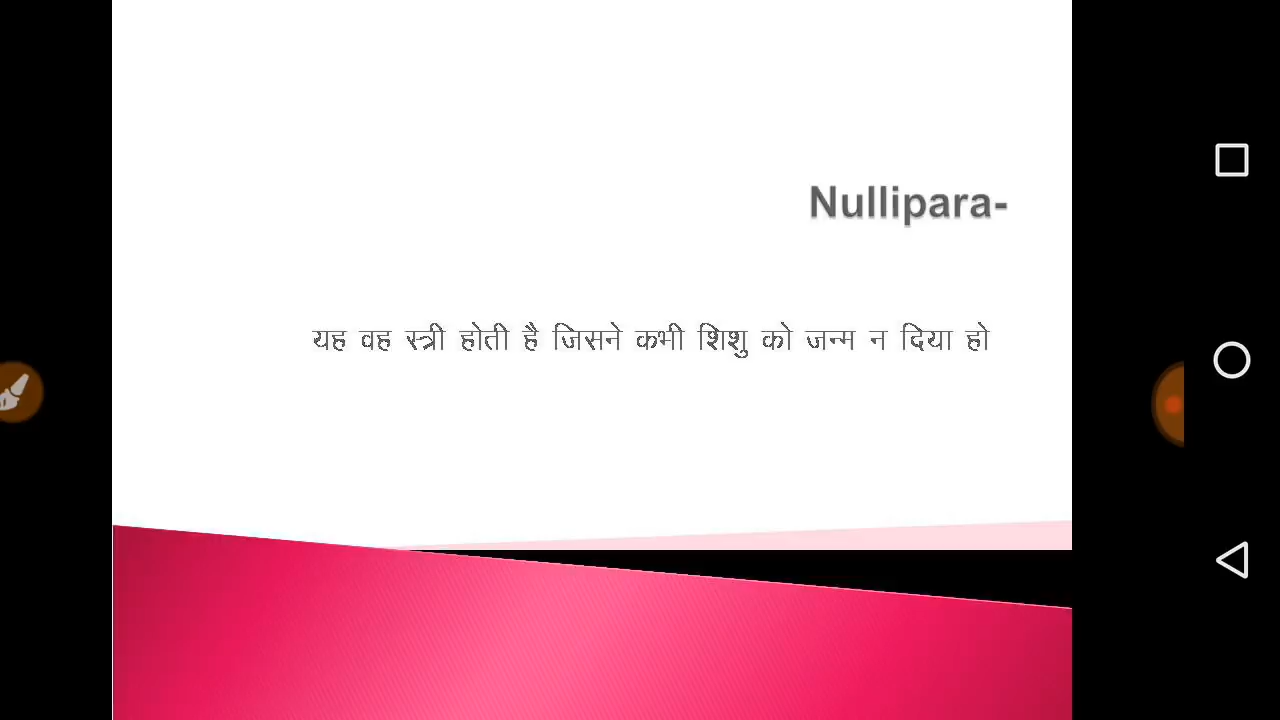 Nullipara-
यह वह स्त्री होती है जिसने कभी शिशु को जन्म न दिया हो